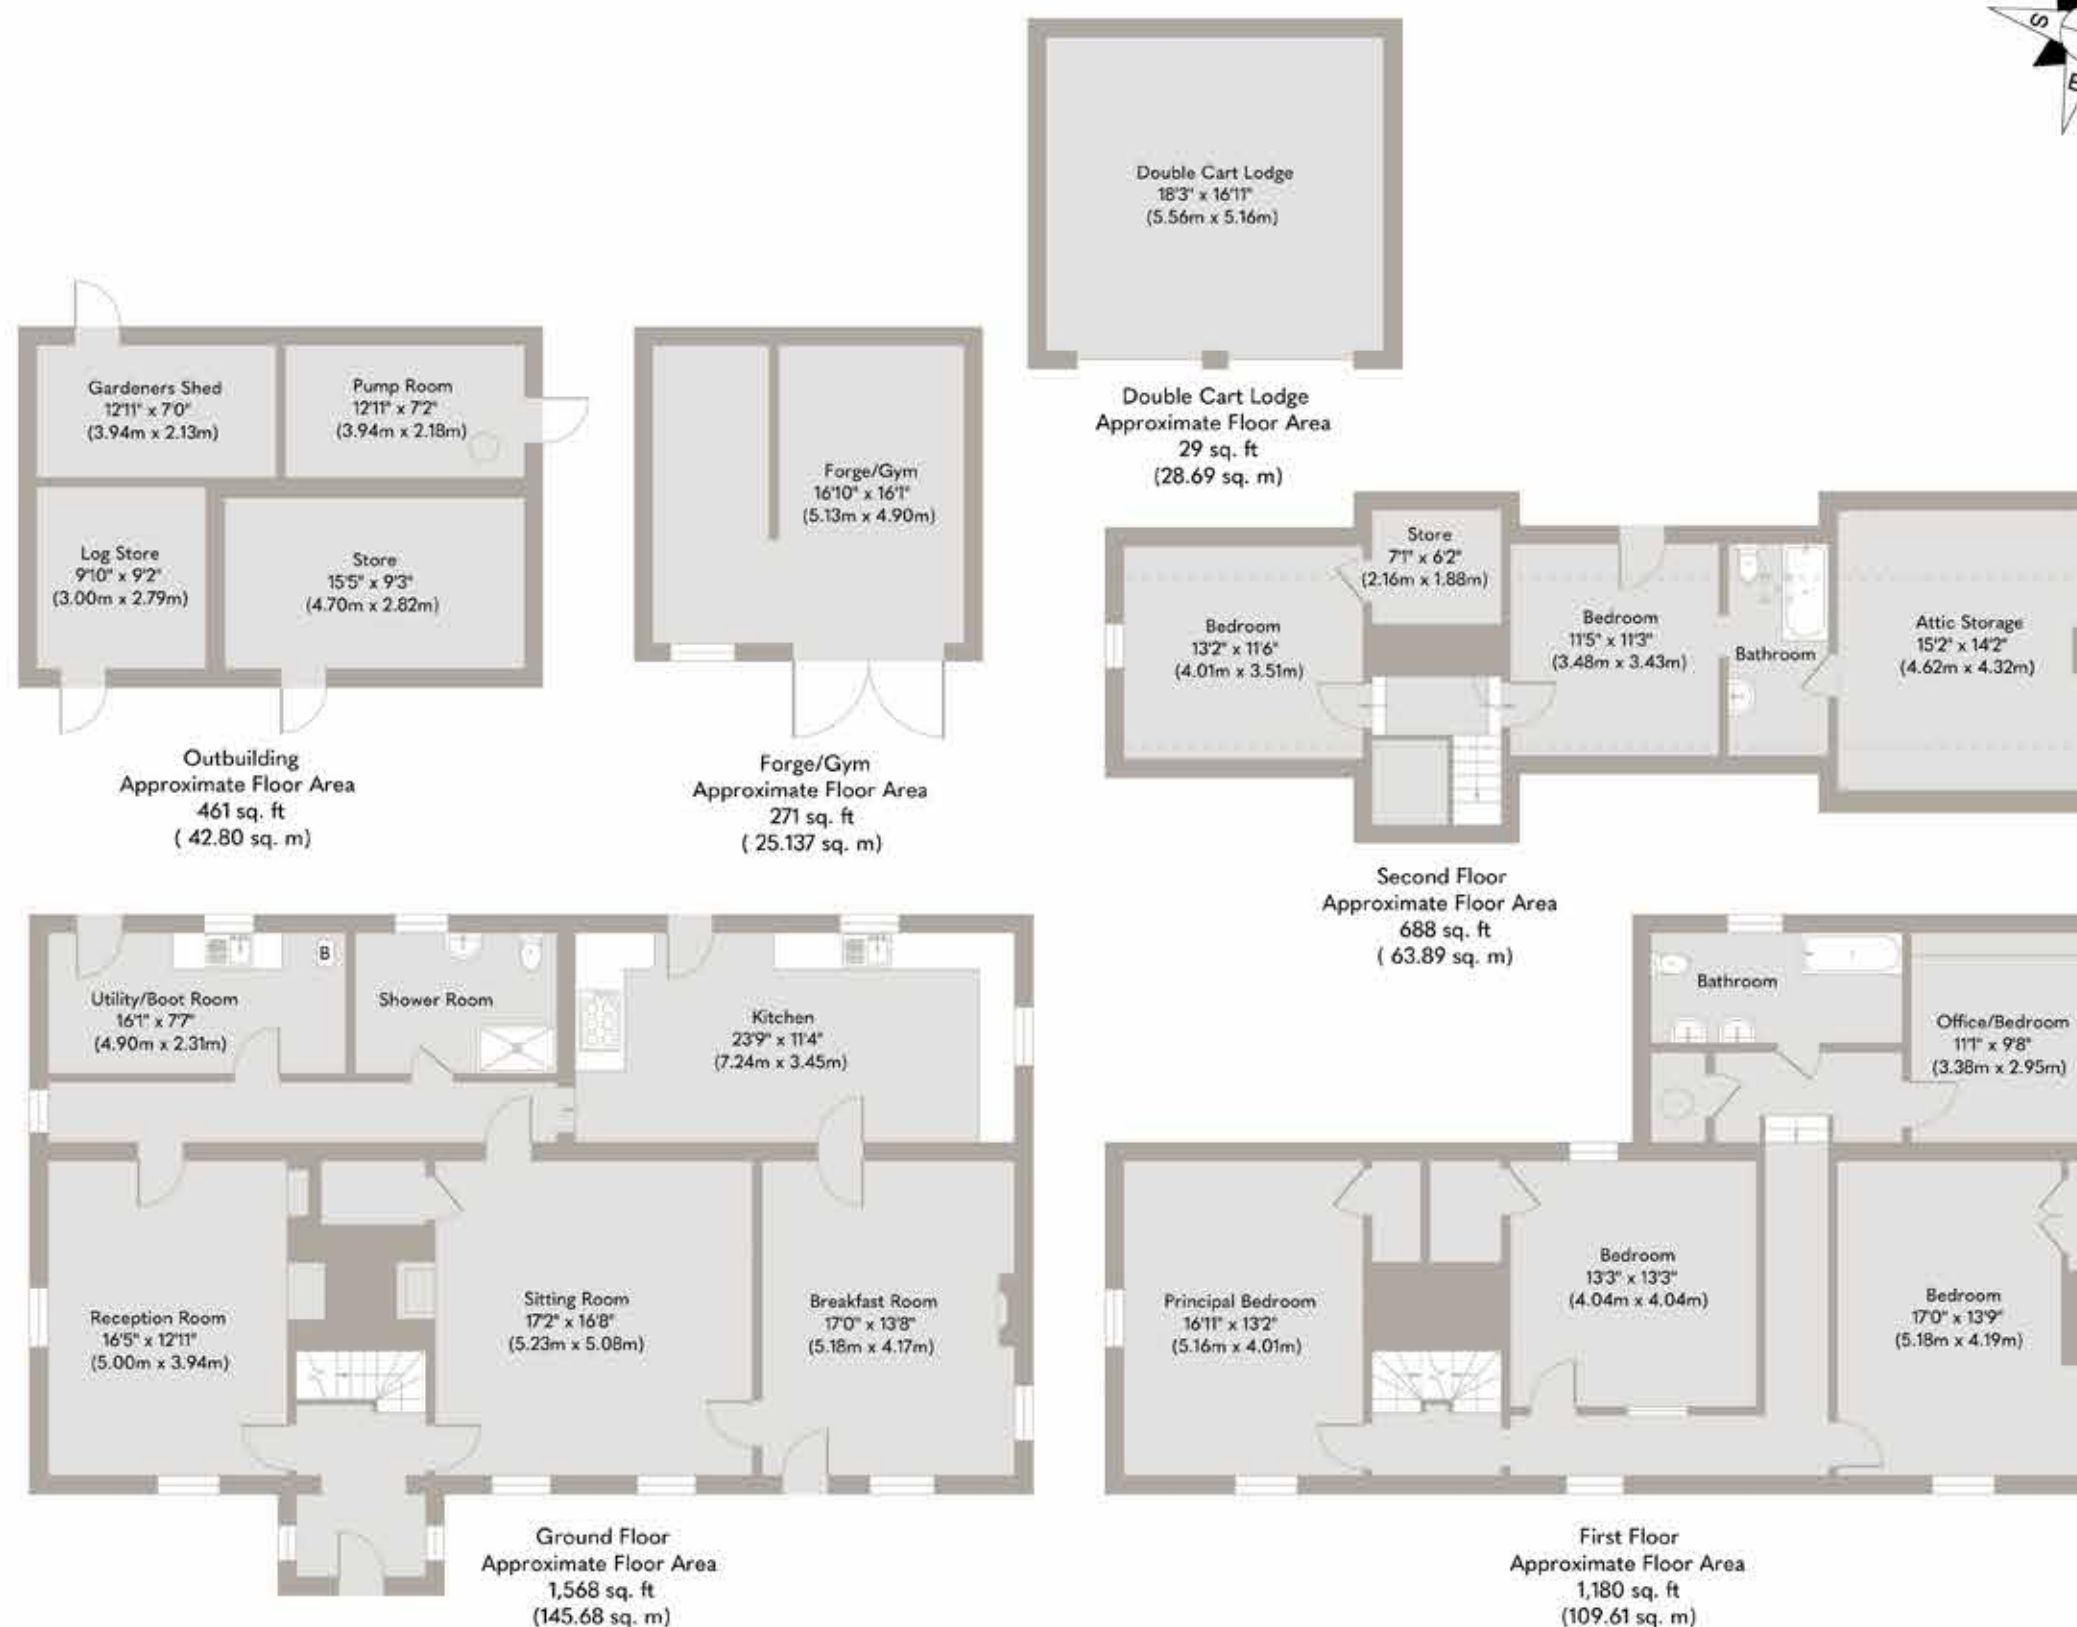 S
E
Double Cart Lodge
18'3" x 16'11"
(5.56m x 5.16m)
Double Cart Lodge
Approximate Floor Area
29 sq. ft
(28.69 sq. m)
Gardeners Shed
12'11" x 7'0"
(3.94m x 2.13m)
Pump Room
12'11" x 7'2"
(3.94m x 2.18m)
Log Store
9'10" x 9'2"
(3.00m x 2.79m)
Store
15'5" x 9'3"
(4.70m x 2.82m)
Outbuilding
Approximate Floor Area
461 sq. ft
( 42.80 sq. m)
Forge/Gym
16'10" x 16'1"
(5.13m x 4.90m)
Forge/Gym
Approximate Floor Area
271 sq. ft
( 25.137 sq. m)
Store
7'1" x 6'2"
(2.16m x 1.88m)
Bedroom
13'2" x 11'6"
(4.01m x 3.51m)
Bedroom
11'5" x 11'3"
(3.48m x 3.43m)
Bathroom
Attic Storage
15'2" x 14'2"
(4.62m x 4.32m)
Second Floor
Approximate Floor Area
688 sq. ft
( 63.89 sq. m)
Utility/Boot Room
16'1" x 7'7"
(4.90m x 2.31m)
B
Shower Room
Kitchen
23'9" x 11'4"
(7.24m x 3.45m)
Reception Room
16'5" x 12'11"
(5.00m x 3.94m)
Sitting Room
17'2" x 16'8"
(5.23m x 5.08m)
Breakfast Room
17'0" x 13'8"
(5.18m x 4.17m)
Ground Floor
Approximate Floor Area
1,568 sq. ft
(145.68 sq. m)
Bathroom
Office/Bedroom
11'1" x 9'8"
(3.38m x 2.95m)
Principal Bedroom
16'11" x 13'2"
(5.16m x 4.01m)
Bedroom
13'3" x 13'3"
(4.04m x 4.04m)
Bedroom
17'0" x 13'9"
(5.18m x 4.19m)
First Floor
Approximate Floor Area
1,180 sq. ft
(109.61 sq. m)